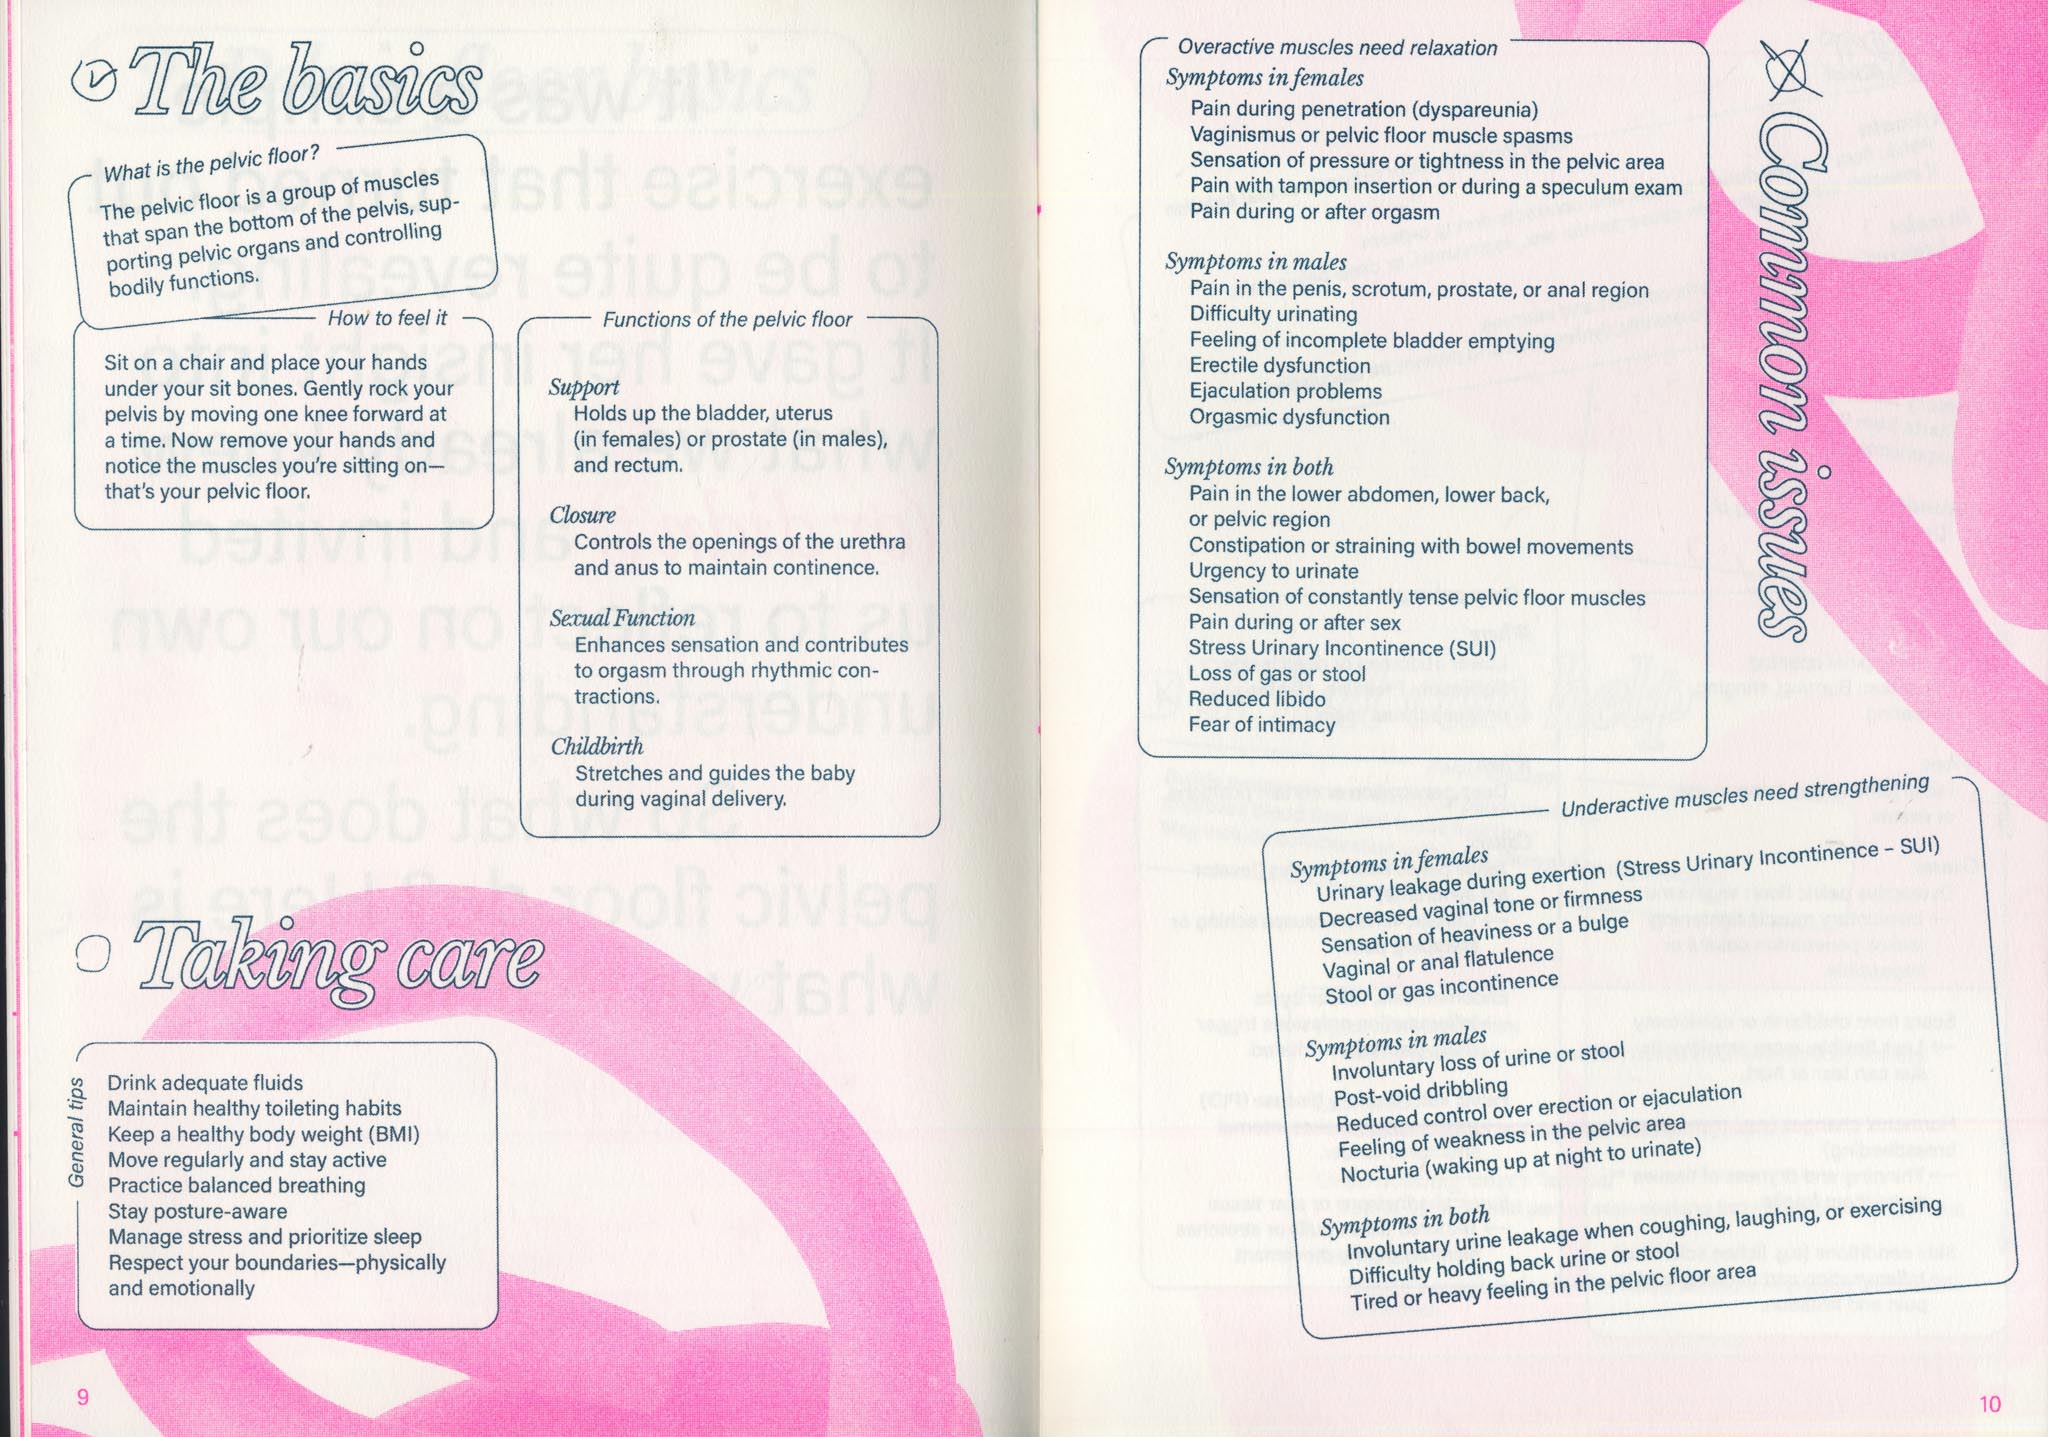 The basics
What is the pelvic floor?
The pelvic floor is a group of muscles
that span the bottom of the pelvis, sup-
porting pelvic organs and controlling
bodily functions.
How to feel it
Sit on a chair and place your hands
under your sit bones. Gently rock your
pelvis by moving one knee forward at
a time. Now remove your hands and
notice the muscles you're sitting on—
that's your pelvic floor.
Functions of the pelvic floor
Support
Holds up the bladder, uterus
(in females) or prostate (in males),
and rectum.
Closure
Controls the openings of the urethra
and anus to maintain continence.
Sexual Function
Enhances sensation and contributes
to orgasm through rhythmic con-
tractions.
Childbirth
Stretches and guides the baby
during vaginal delivery.
Taking care
General tips
Drink adequate fluids
Maintain healthy toileting habits
Keep a healthy body weight (BMI)
Move regularly and stay active
Practice balanced breathing
Stay posture-aware
Manage stress and prioritize sleep
Respect your boundaries—physically
and emotionally
9
Common issues
Overactive muscles need relaxation
Symptoms in females
Pain during penetration (dyspareunia)
Vaginismus or pelvic floor muscle spasms
Sensation of pressure or tightness in the pelvic area
Pain with tampon insertion or during a speculum exam
Pain during or after orgasm
Symptoms in males
Pain in the penis, scrotum, prostate, or anal region
Difficulty urinating
Feeling of incomplete bladder emptying
Erectile dysfunction
Ejaculation problems
Orgasmic dysfunction
Symptoms in both
Pain in the lower abdomen, lower back,
or pelvic region
Constipation or straining with bowel movements
Urgency to urinate
Sensation of constantly tense pelvic floor muscles
Pain during or after sex
Stress Urinary Incontinence (SUI)
Loss of gas or stool
Reduced libido
Fear of intimacy
Underactive muscles need strengthening
Symptoms in females
Urinary leakage during exertion (Stress Urinary Incontinence – SUI)
Decreased vaginal tone or firmness
Sensation of heaviness or a bulge
Vaginal or anal flatulence
Stool or gas incontinence
Symptoms in males
Involuntary loss of urine or stool
Post-void dribbling
Reduced control over erection or ejaculation
Feeling of weakness in the pelvic area
Nocturia (waking up at night to urinate)
Symptoms in both
Involuntary urine leakage when coughing, laughing, or exercising
Difficulty holding back urine or stool
Tired or heavy feeling in the pelvic floor area
10